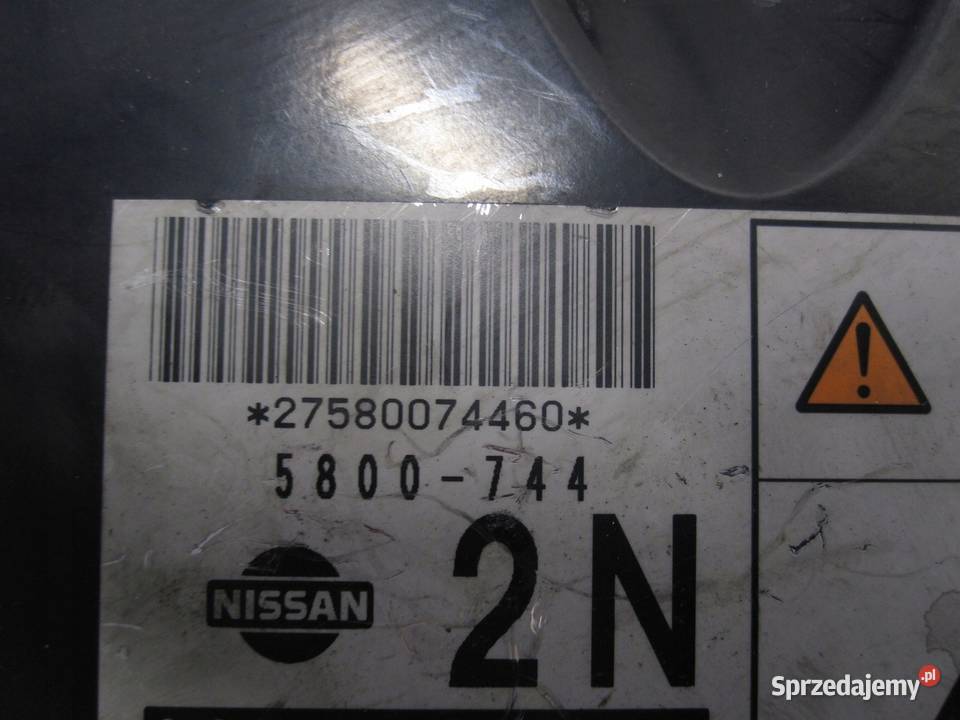 *27580074460*
5800-744
2N
NISSAN
!
Sprzedajemy.pl